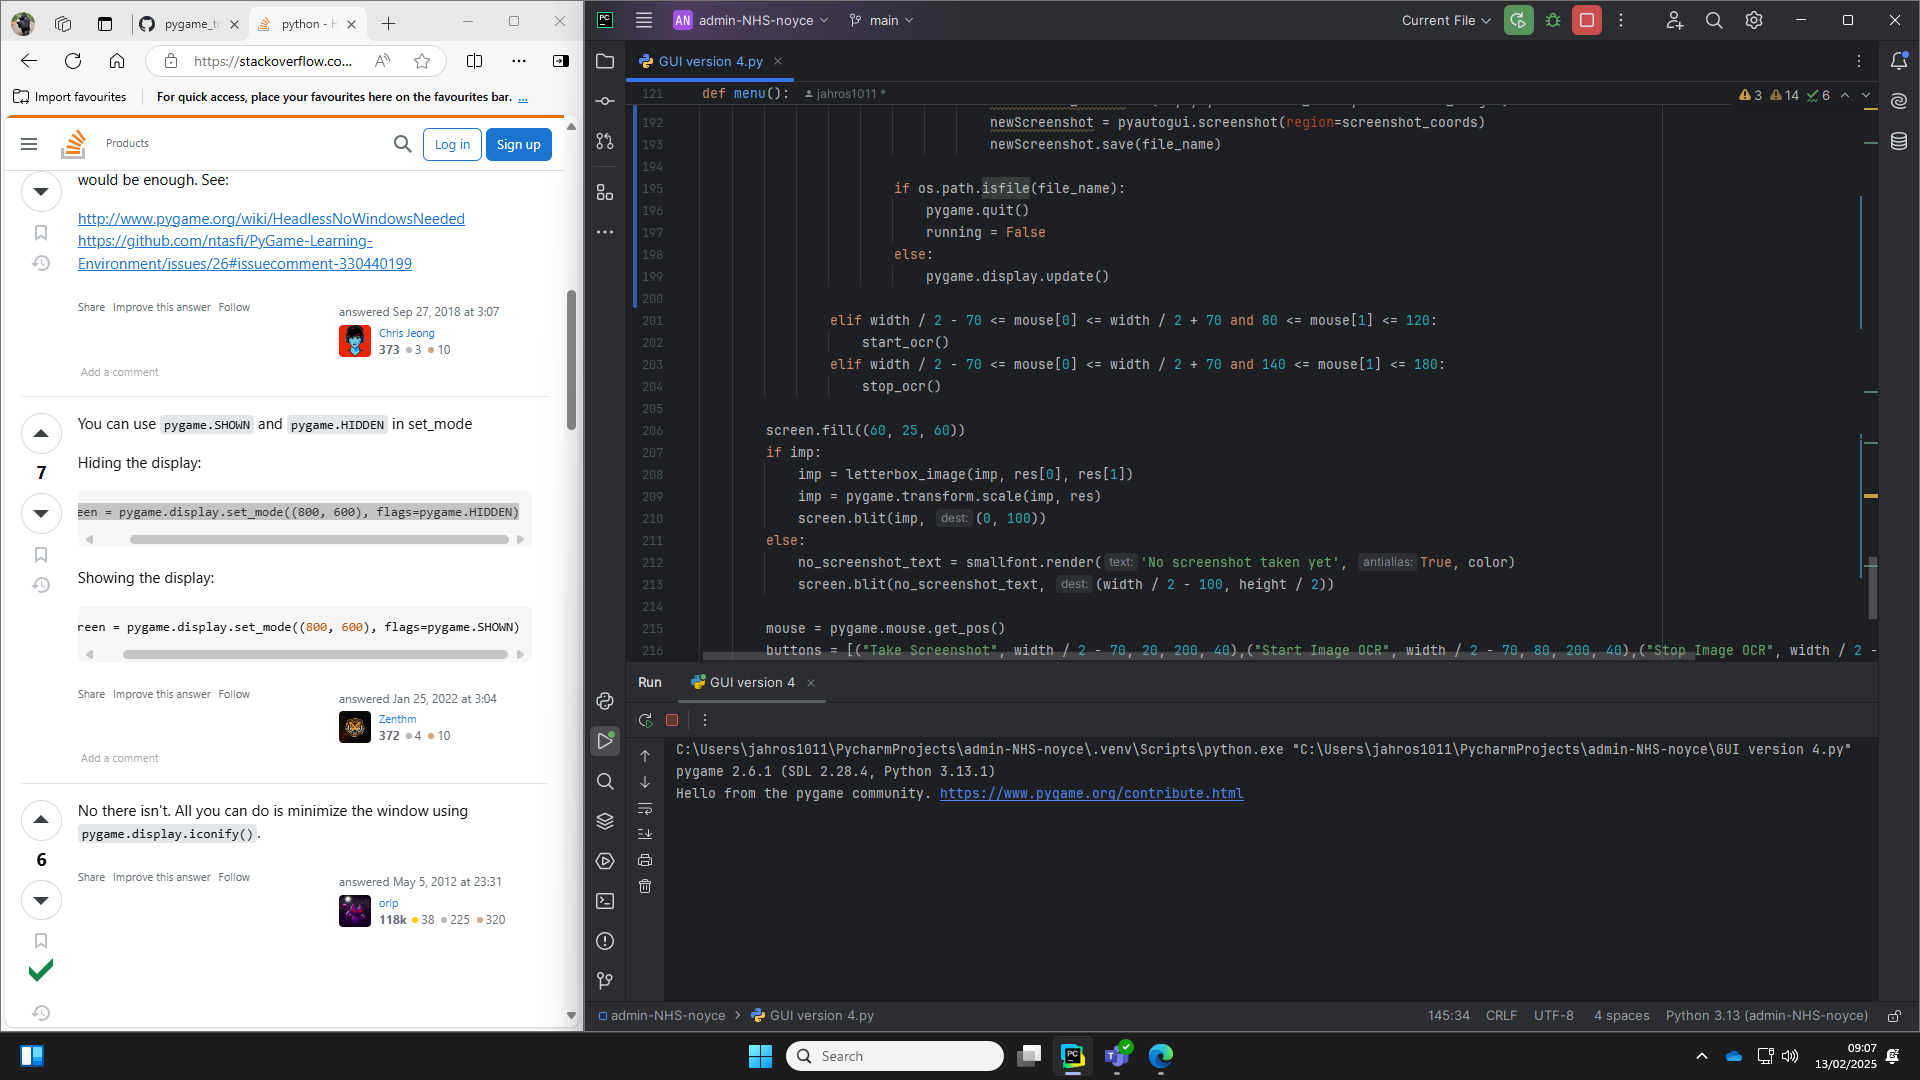 pygame_tr
python - H
https://stackoverflow.co...
Import favourites
For quick access, place your favourites here on the favourites bar. ...
Products
Log in
Sign up
would be enough. See:
http://www.pygame.org/wiki/HeadlessNoWindowsNeeded
https://github.com/ntasfi/PyGame-Learning-
Environment/issues/26#issuecomment-330440199
Share Improve this answer Follow
answered Sep 27, 2018 at 3:07
Chris Jeong
373 3 10
Add a comment
7
You can use pygame.SHOWN and pygame.HIDDEN in set_mode
Hiding the display:
een = pygame.display.set_mode((800, 600), flags=pygame.HIDDEN)
Showing the display:
reen = pygame.display.set_mode((800, 600), flags=pygame.SHOWN)
Share Improve this answer Follow
answered Jan 25, 2022 at 3:04
Zenthm
372 4 10
Add a comment
6
No there isn't. All you can do is minimize the window using
pygame.display.iconify().
Share Improve this answer Follow
answered May 5, 2012 at 23:31
orip
118k 38 225 320
PC
AN admin-NHS-noyce
main
Current File
GUI version 4.py
121 def menu(): jahros1011 *
3 14 6
192 newScreenshot = pyautogui.screenshot(region=screenshot_coords)
193 newScreenshot.save(file_name)
194
195 if os.path.isfile(file_name):
196 pygame.quit()
197 running = False
198 else:
199 pygame.display.update()
200
201 elif width / 2 - 70 <= mouse[0] <= width / 2 + 70 and 80 <= mouse[1] <= 120:
202 start_ocr()
203 elif width / 2 - 70 <= mouse[0] <= width / 2 + 70 and 140 <= mouse[1] <= 180:
204 stop_ocr()
205
206 screen.fill((60, 25, 60))
207 if imp:
208 imp = letterbox_image(imp, res[0], res[1])
209 imp = pygame.transform.scale(imp, res)
210 screen.blit(imp, dest: (0, 100))
211 else:
212 no_screenshot_text = smallfont.render( text: 'No screenshot taken yet', antialias: True, color)
213 screen.blit(no_screenshot_text, dest: (width / 2 - 100, height / 2))
214
215 mouse = pygame.mouse.get_pos()
216 buttons = [("Take Screenshot", width / 2 - 70, 20, 200, 40),("Start Image OCR", width / 2 - 70, 80, 200, 40),("Stop Image OCR", width / 2 -
Run
GUI version 4
C:\Users\jahros1011\PycharmProjects\admin-NHS-noyce\.venv\Scripts\python.exe "C:\Users\jahros1011\PycharmProjects\admin-NHS-noyce\GUI version 4.py"
pygame 2.6.1 (SDL 2.28.4, Python 3.13.1)
Hello from the pygame community. https://www.pygame.org/contribute.html
admin-NHS-noyce
GUI version 4.py
145:34
CRLF
UTF-8
4 spaces
Python 3.13 (admin-NHS-noyce)
Search
09:07
13/02/2025